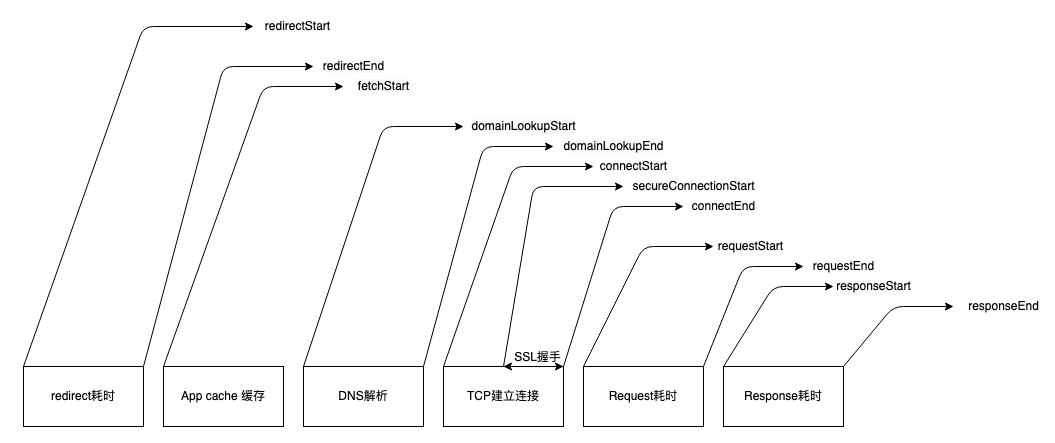 redirectStart
redirectEnd
fetchStart
domainLookupStart
domainLookupEnd
connectStart
secureConnectionStart
connectEnd
requestStart
requestEnd
responseStart
responseEnd
SSL握手
redirect耗时
App cache 缓存
DNS解析
TCP建立连接
Request耗时
Response耗时